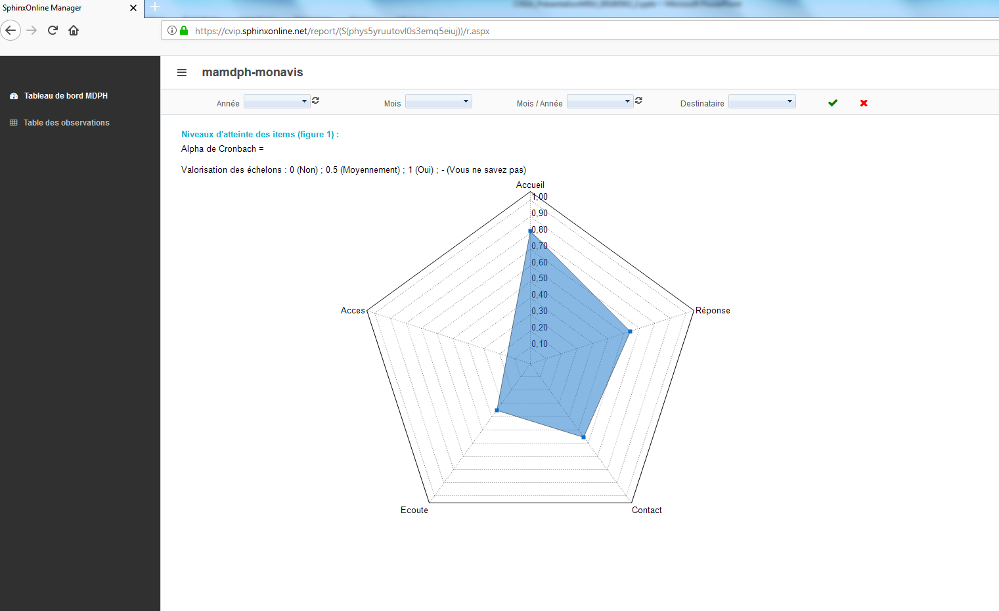 SphinxOnline Manager
https://cvip.sphinxonline.net/report/(S(phys5yruutovl0s3emq5eiuj))/r.aspx
mamdph-monavis
Tableau de bord MDPH
Table des observations
Année
Mois
Mois / Année
Destinataire
Niveaux d'atteinte des items (figure 1) :
Alpha de Cronbach =
Valorisation des échelons : 0 (Non) ; 0.5 (Moyennement) ; 1 (Oui) ; - (Vous ne savez pas)
Accueil
1,00
0,90
0,80
0,70
0,60
0,50
0,40
0,30
0,20
0,10
Acces
Réponse
Ecoute
Contact